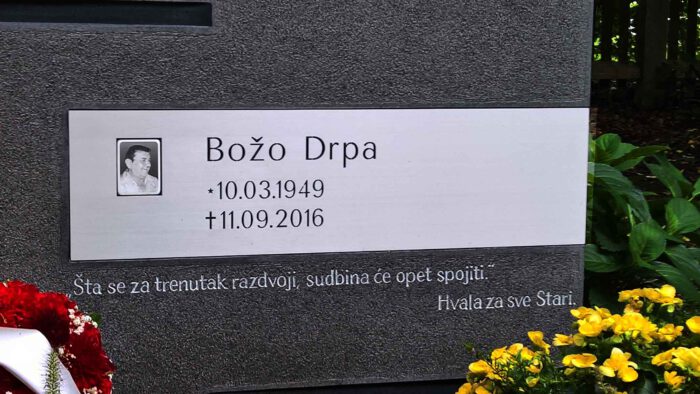 Božo Drpa
*10.03.1949
†11.09.2016
Šta se za trenutak razdvoji, sudbina će opet spojiti.˝
Hvala za sve Stari.